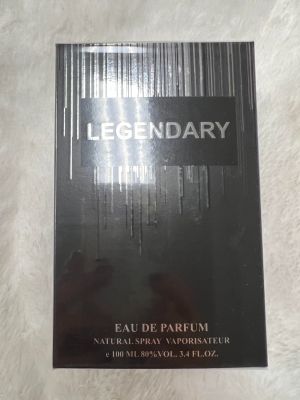 LEGENDARY
EAU DE PARFUM
NATURAL SPRAY VAPORISATEUR
e 100 ML 80%VOL. 3.4 FL.OZ.